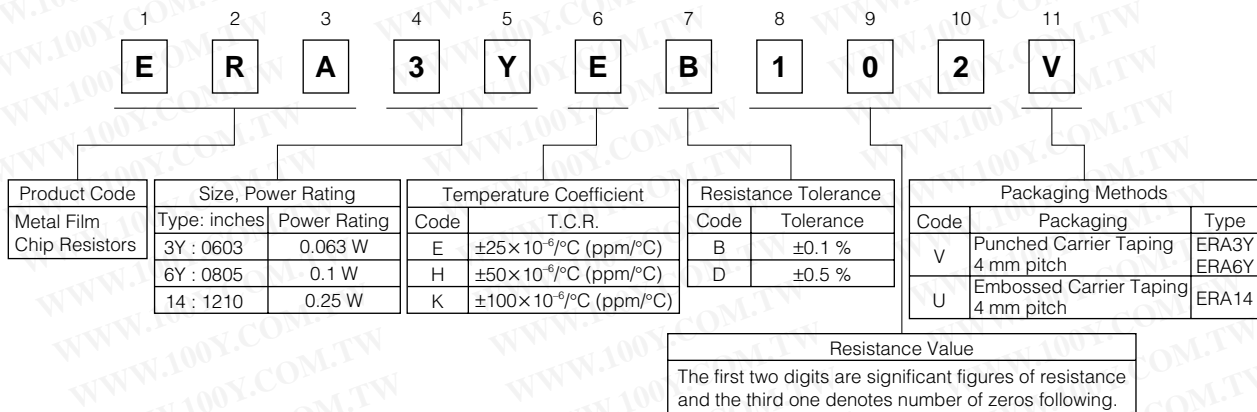 1 2 3 4 5 6 7 8 9 10 11
E R A 3 Y E B 1 0 2 V
Product Code
Metal Film
Chip Resistors
Size, Power Rating
Type: inches Power Rating
3Y : 0603 0.063 W
6Y : 0805 0.1 W
14 : 1210 0.25 W
Temperature Coefficient
Code T.C.R.
E ±25×10⁻⁶/°C (ppm/°C)
H ±50×10⁻⁶/°C (ppm/°C)
K ±100×10⁻⁶/°C (ppm/°C)
Resistance Tolerance
Code Tolerance
B ±0.1 %
D ±0.5 %
Packaging Methods
Code Packaging Type
V Punched Carrier Taping 4 mm pitch ERA3Y ERA6Y
U Embossed Carrier Taping 4 mm pitch ERA14
Resistance Value
The first two digits are significant figures of resistance
and the third one denotes number of zeros following.
WWW.100Y.COM.TW